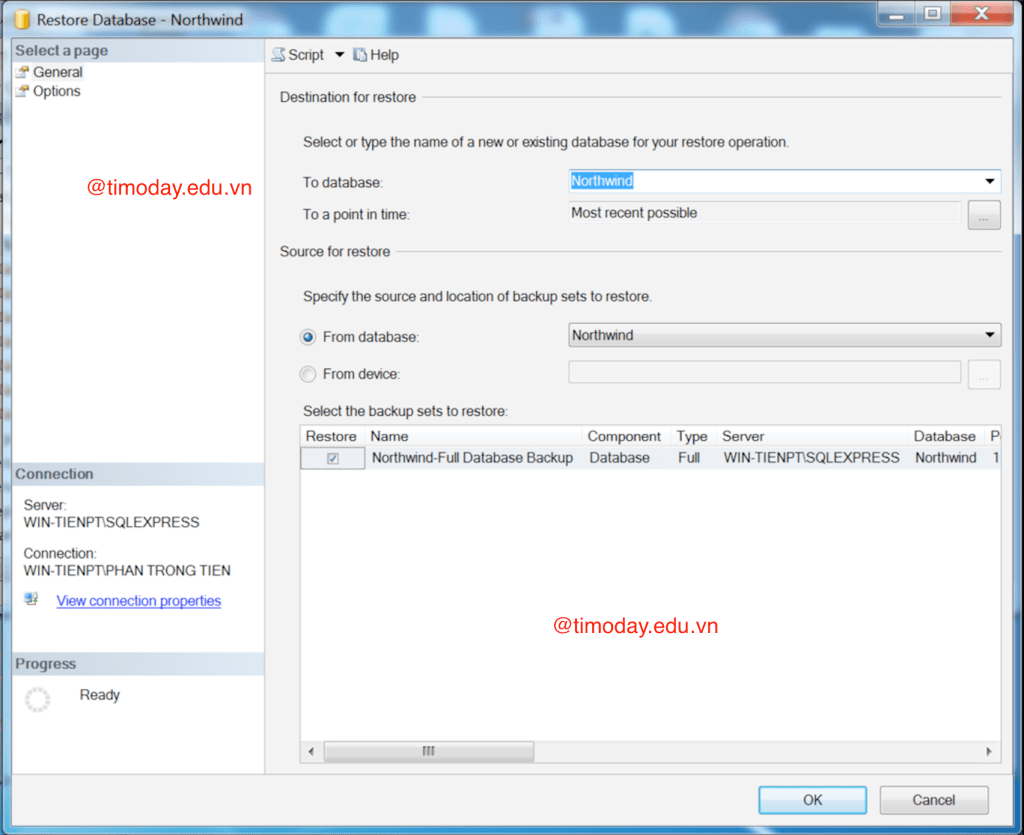 Restore Database - Northwind
Select a page
General
Options
@timoday.edu.vn
Script Help
Destination for restore
Select or type the name of a new or existing database for your restore operation.
To database: Northwind
To a point in time: Most recent possible
...
Source for restore
Specify the source and location of backup sets to restore.
From database: Northwind
From device:
...
Select the backup sets to restore:
Restore Name Component Type Server Database P
Northwind-Full Database Backup Database Full WIN-TIENPT\SQLEXPRESS Northwind 1
@timoday.edu.vn
Connection
Server:
WIN-TIENPT\SQLEXPRESS
Connection:
WIN-TIENPT\PHAN TRONG TIEN
View connection properties
Progress
Ready
OK Cancel